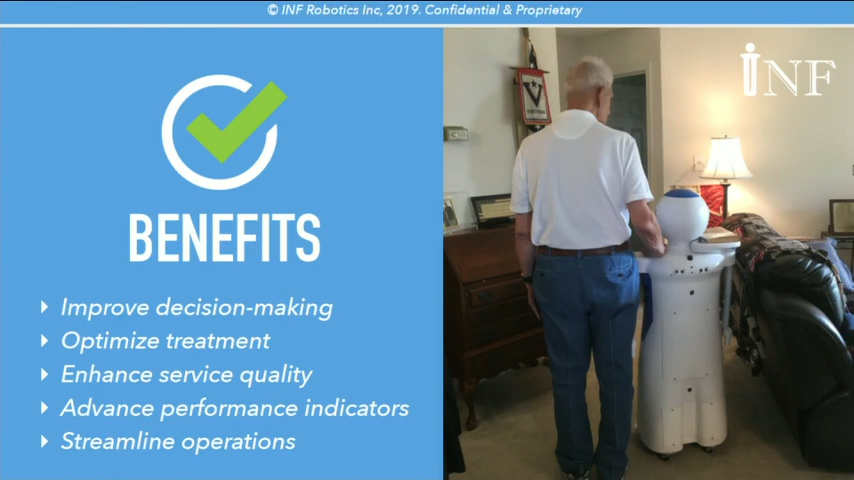 © INF Robotics Inc, 2019. Confidential & Proprietary
INF
BENEFITS
Improve decision-making
Optimize treatment
Enhance service quality
Advance performance indicators
Streamline operations